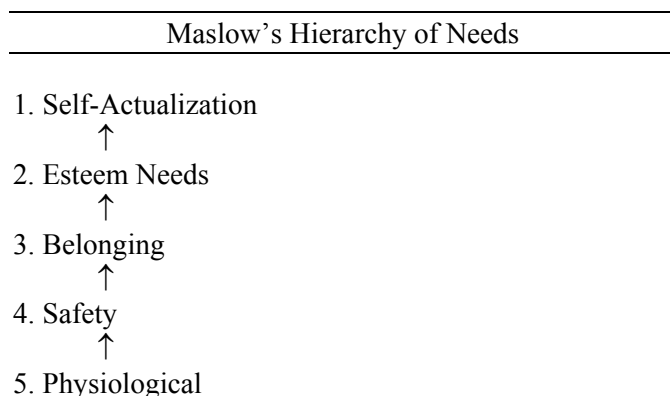 Maslow’s Hierarchy of Needs
1. Self-Actualization
↑
2. Esteem Needs
↑
3. Belonging
↑
4. Safety
↑
5. Physiological